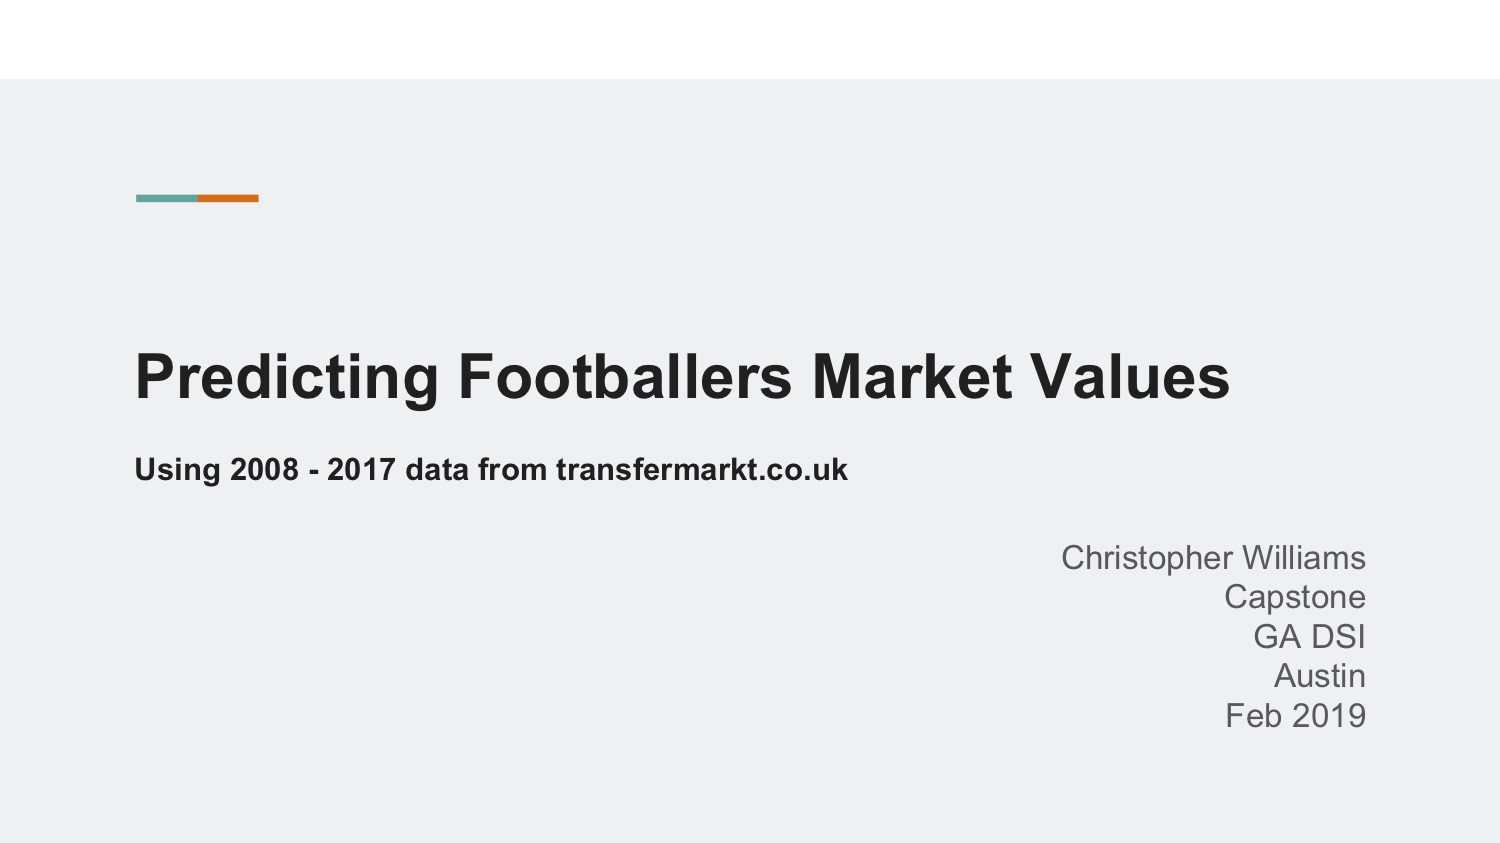 Predicting Footballers Market Values
Using 2008 - 2017 data from transfermarkt.co.uk
Christopher Williams
Capstone
GA DSI
Austin
Feb 2019